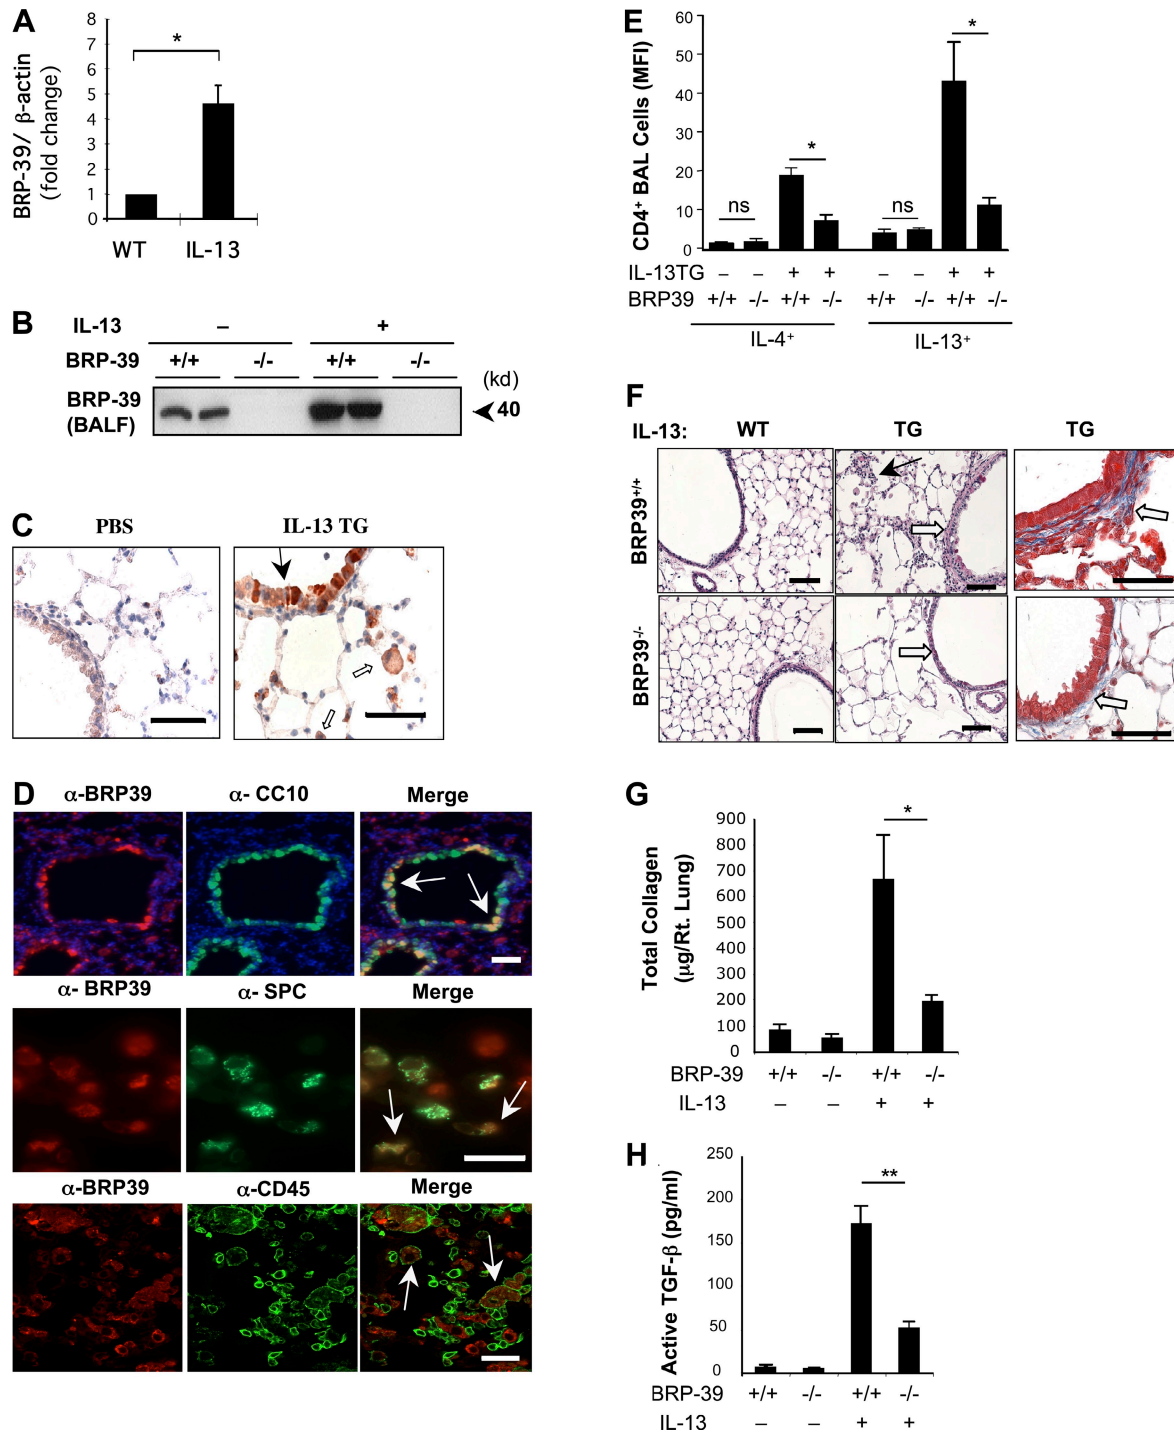 A
BRP-39/ β-actin
(fold change)
8
7
6
5
4
3
2
1
0
*
WT IL-13
B
IL-13 – +
BRP-39 +/+ -/- +/+ -/-
(kd)
BRP-39
(BALF)
40
C
PBS IL-13 TG
D
α-BRP39 α- CC10 Merge
α- BRP39 α- SPC Merge
α-BRP39 α-CD45 Merge
E
CD4⁺ BAL Cells (MFI)
60
50
40
30
20
10
0
ns * ns *
IL-13TG – – + + – – + +
BRP39 +/+ -/- +/+ -/- +/+ -/- +/+ -/-
IL-4⁺ IL-13⁺
F
IL-13: WT TG TG
BRP39⁺/⁺
BRP39⁻/⁻
G
Total Collagen
(μg/Rt. Lung)
900
800
700
600
500
400
300
200
100
0
*
BRP-39 +/+ -/- +/+ -/-
IL-13 – – + +
H
Active TGF-β (pg/ml)
250
200
150
100
50
0
**
BRP-39 +/+ -/- +/+ -/-
IL-13 – – + +